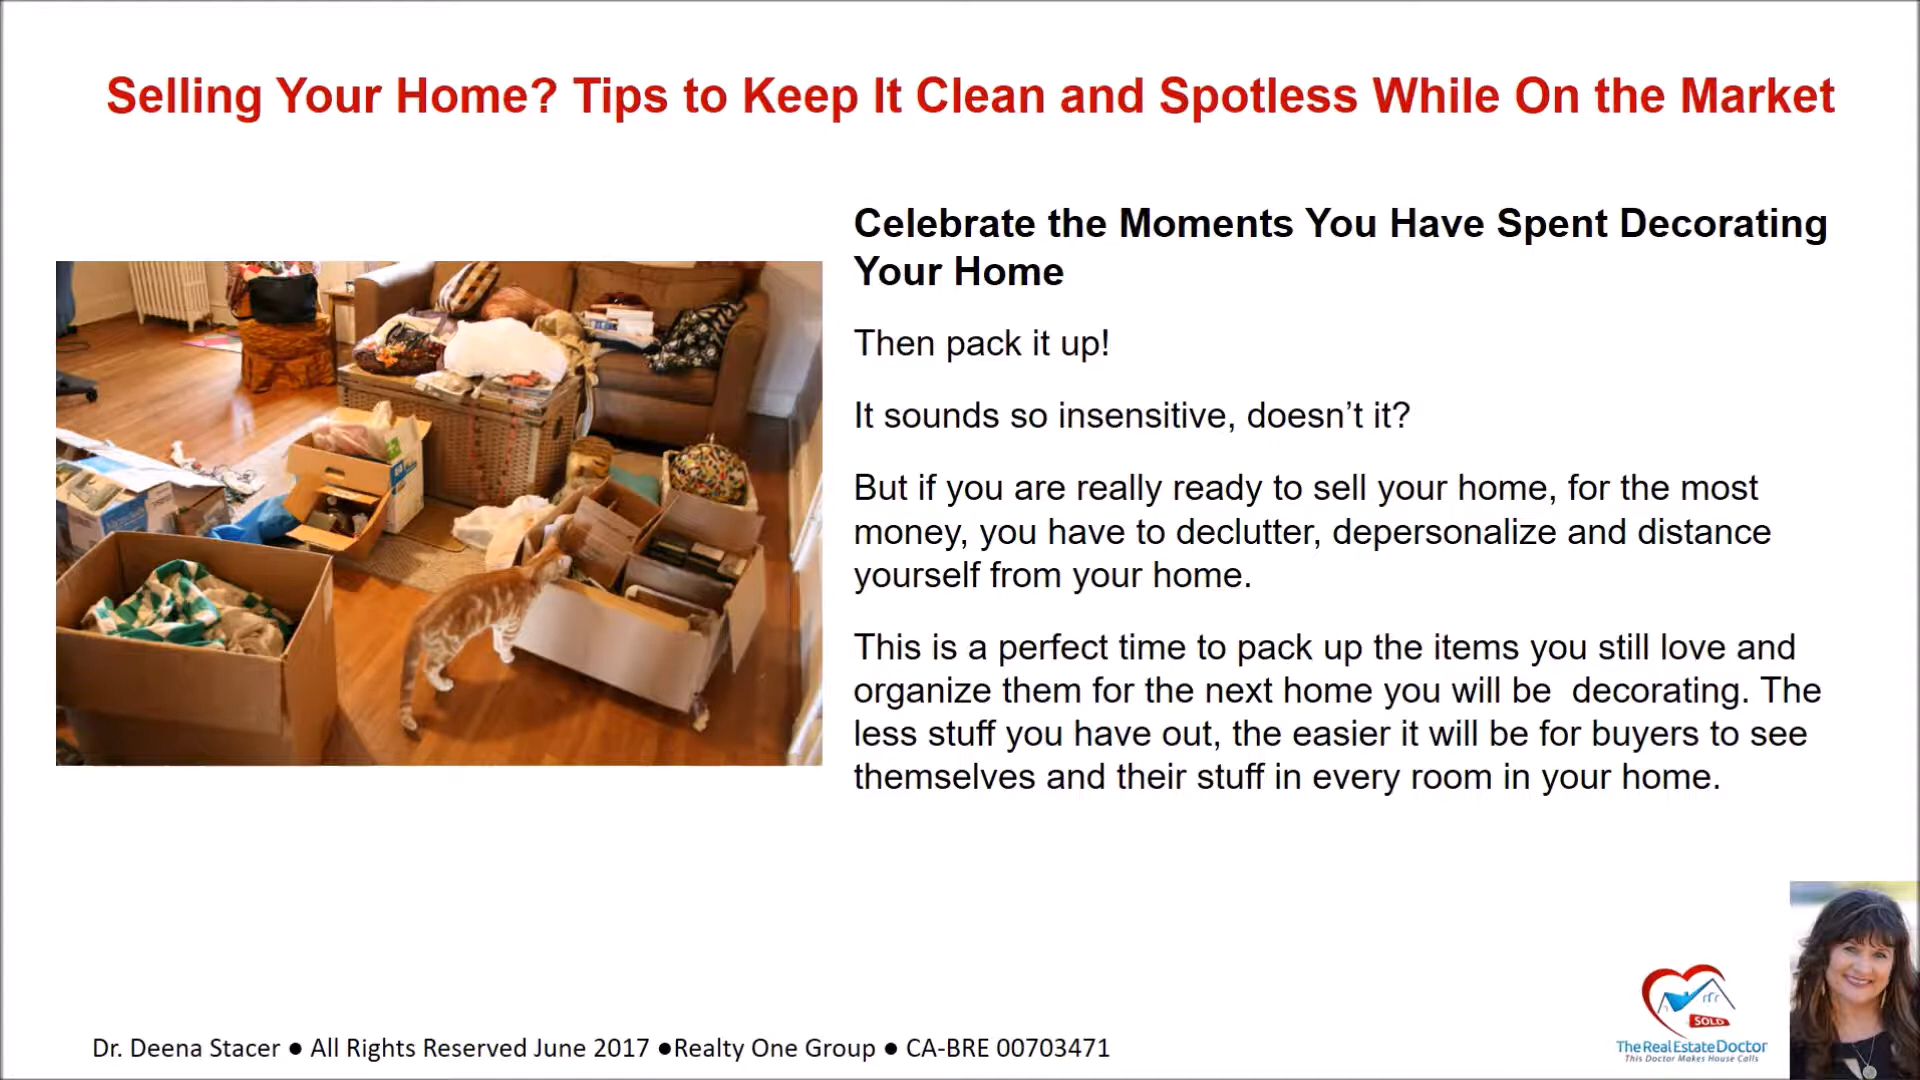 Selling Your Home? Tips to Keep It Clean and Spotless While On the Market
Celebrate the Moments You Have Spent Decorating
Your Home
Then pack it up!
It sounds so insensitive, doesn’t it?
But if you are really ready to sell your home, for the most
money, you have to declutter, depersonalize and distance
yourself from your home.
This is a perfect time to pack up the items you still love and
organize them for the next home you will be  decorating. The
less stuff you have out, the easier it will be for buyers to see
themselves and their stuff in every room in your home.
SOLD
The Real Estate Doctor
This Doctor Makes House Calls
Dr. Deena Stacer ● All Rights Reserved June 2017 ●Realty One Group ● CA-BRE 00703471